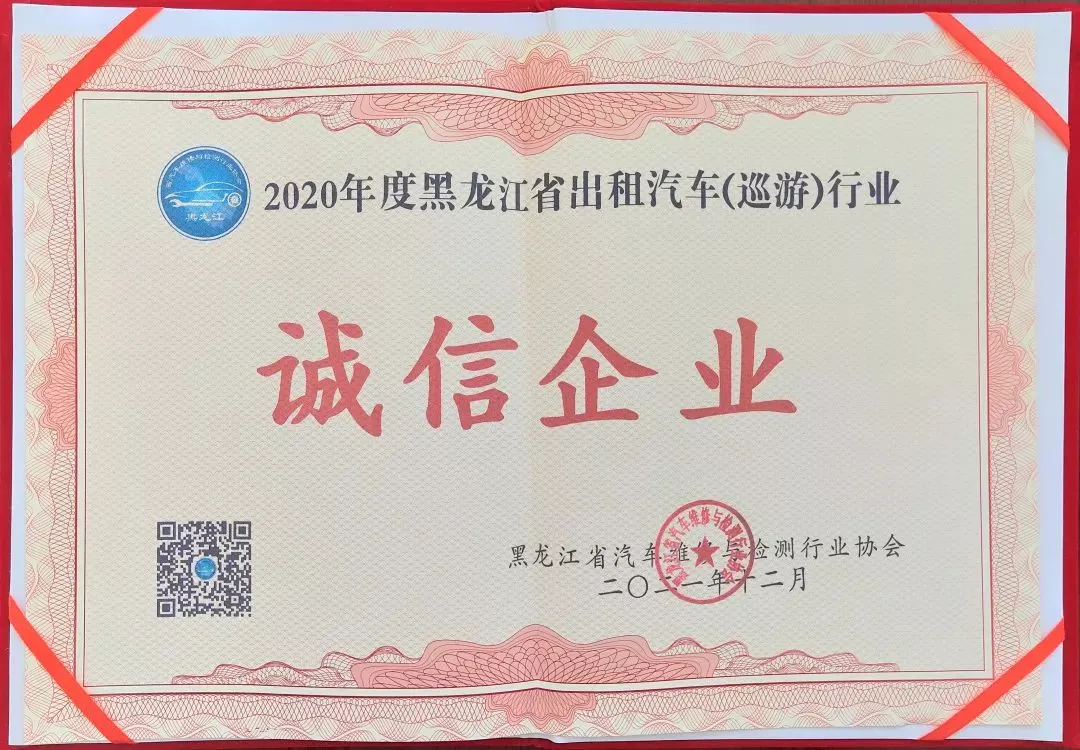 2020年度黑龙江省出租汽车(巡游)行业
黑龙江
诚信企业
黑龙江省汽车维修与检测行业协会
二〇二一年十二月